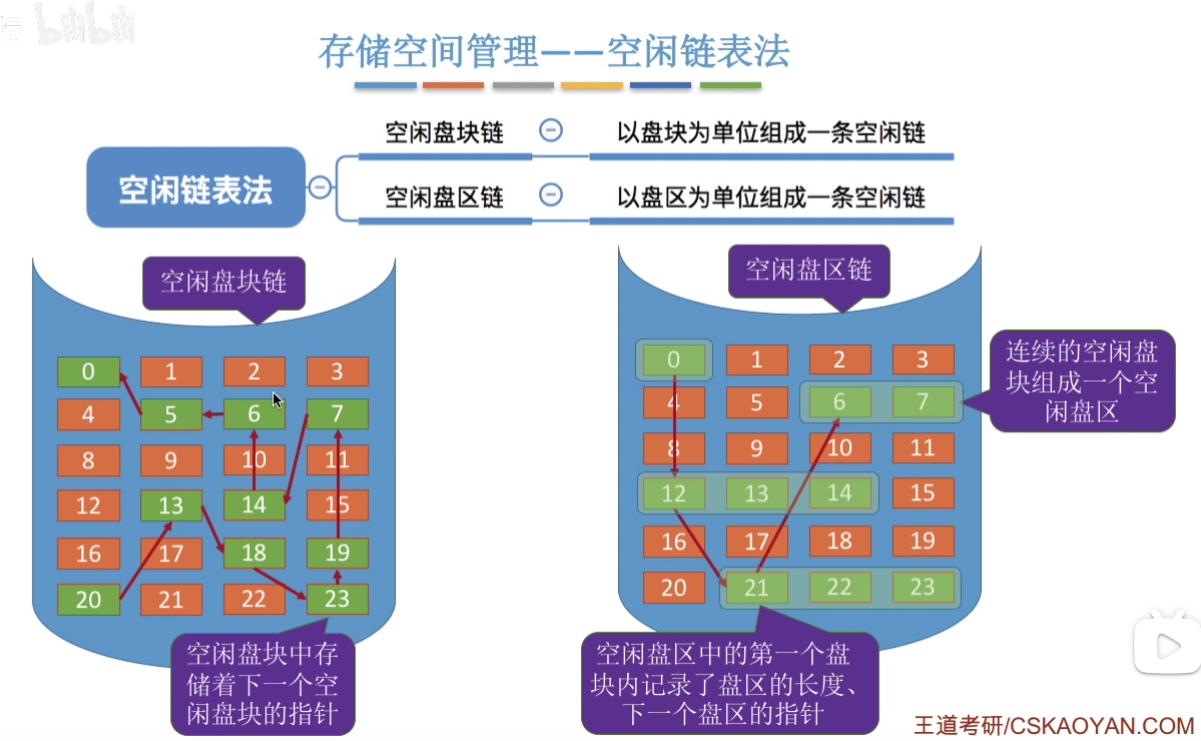 bilibili
存储空间管理——空闲链表法
空闲盘块链
以盘块为单位组成一条空闲链
空闲链表法
空闲盘区链
以盘区为单位组成一条空闲链
空闲盘块链
0 1 2 3
4 5 6 7
8 9 10 11
12 13 14 15
16 17 18 19
20 21 22 23
空闲盘块中存
储着下一个空
闲盘块的指针
空闲盘区链
0 1 2 3
4 5 6 7
8 9 10 11
12 13 14 15
16 17 18 19
20 21 22 23
连续的空闲盘
块组成一个空
闲盘区
空闲盘区中的第一个盘
块内记录了盘区的长度、
下一个盘区的指针
王道考研/CSKAOYAN.COM